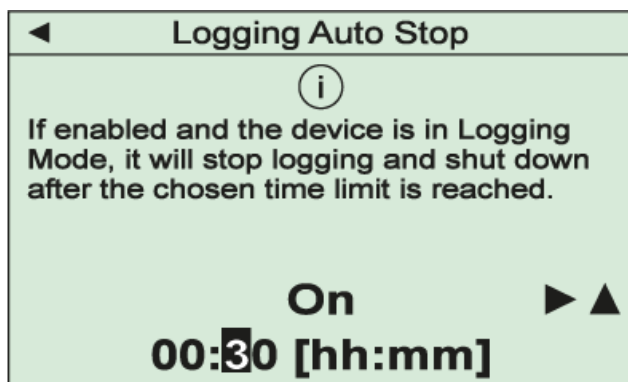 Logging Auto Stop
i
If enabled and the device is in Logging
Mode, it will stop logging and shut down
after the chosen time limit is reached.
On
00:30 [hh:mm]